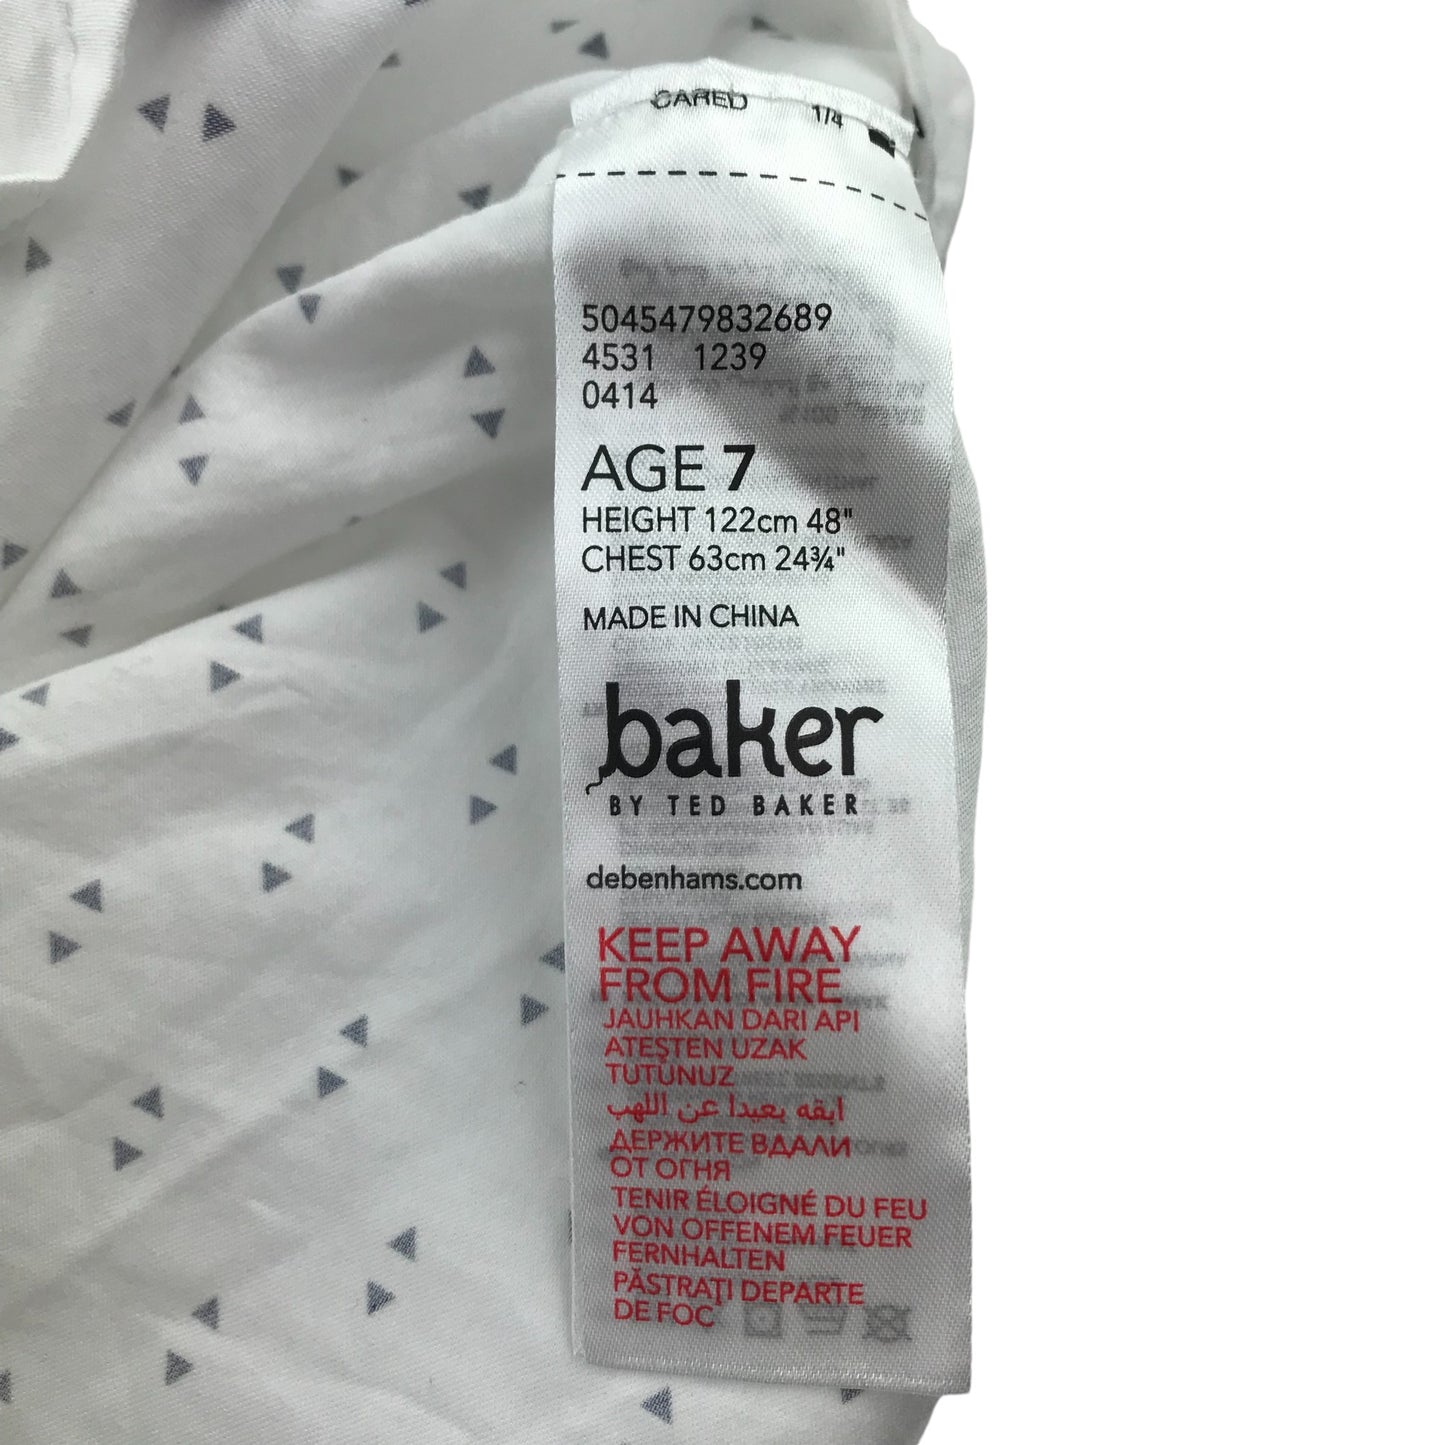 CARED 1/4
5045479832689
4531 1239
0414
AGE 7
HEIGHT 122cm 48"
CHEST 63cm 24¾"
MADE IN CHINA
baker
BY TED BAKER
debenhams.com
KEEP AWAY
FROM FIRE
JAUHKAN DARI API
ATEŞTEN UZAK
TUTUNUZ
ابقه بعيدا عن اللهب
ДЕРЖИТЕ ВДАЛИ
ОТ ОГНЯ
TENIR ÉLOIGNÉ DU FEU
VON OFFENEM FEUER
FERNHALTEN
PĂSTRAŢI DEPARTE
DE FOC